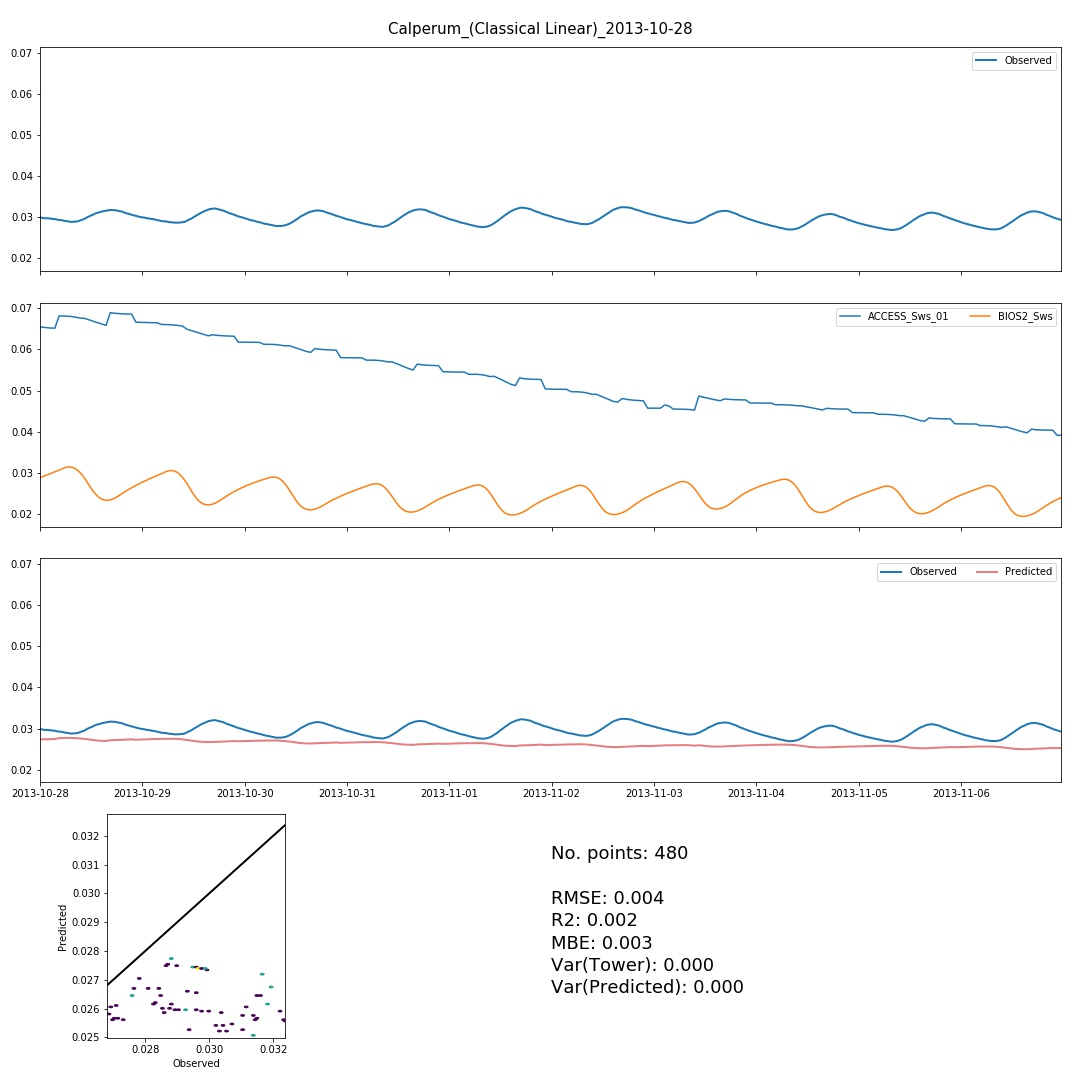 Calperum_(Classical Linear)_2013-10-28
0.07
0.06
0.05
0.04
0.03
0.02
Observed
0.07
0.06
0.05
0.04
0.03
0.02
ACCESS_Sws_01 BIOS2_Sws
0.07
0.06
0.05
0.04
0.03
0.02
Observed Predicted
2013-10-28 2013-10-29 2013-10-30 2013-10-31 2013-11-01 2013-11-02 2013-11-03 2013-11-04 2013-11-05 2013-11-06
0.032
0.031
0.030
0.029
0.028
0.027
0.026
0.025
Predicted
0.028 0.030 0.032
Observed
No. points: 480
RMSE: 0.004
R2: 0.002
MBE: 0.003
Var(Tower): 0.000
Var(Predicted): 0.000